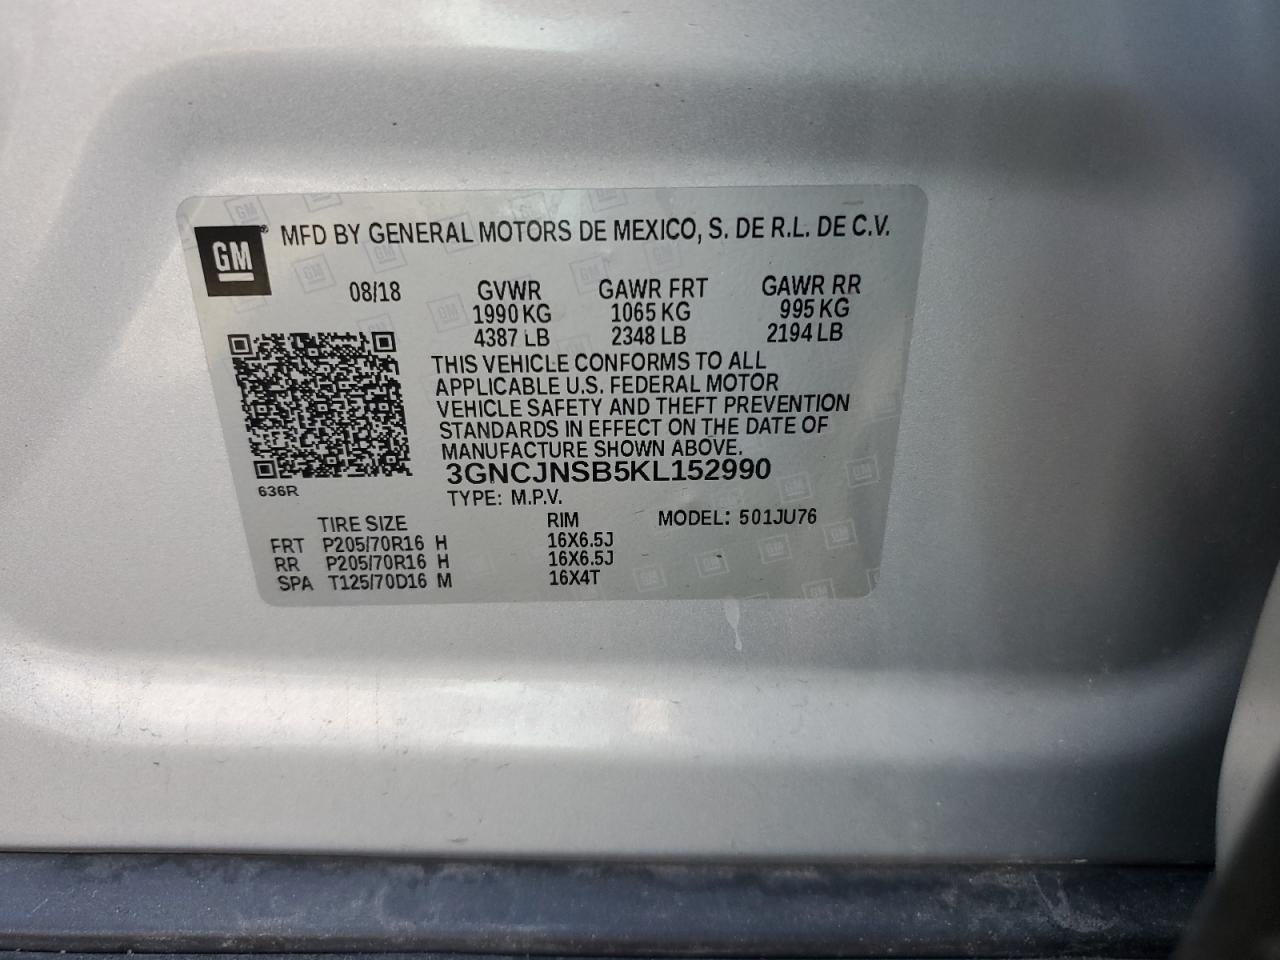 GM® MFD BY GENERAL MOTORS DE MEXICO, S. DE R.L. DE C.V.
08/18 GVWR GAWR FRT GAWR RR
1990 KG 1065 KG 995 KG
4387 LB 2348 LB 2194 LB
THIS VEHICLE CONFORMS TO ALL
APPLICABLE U.S. FEDERAL MOTOR
VEHICLE SAFETY AND THEFT PREVENTION
STANDARDS IN EFFECT ON THE DATE OF
MANUFACTURE SHOWN ABOVE.
3GNCJNSB5KL152990
636R TYPE: M.P.V.
TIRE SIZE RIM MODEL: 501JU76
FRT P205/70R16 H 16X6.5J
RR P205/70R16 H 16X6.5J
SPA T125/70D16 M 16X4T